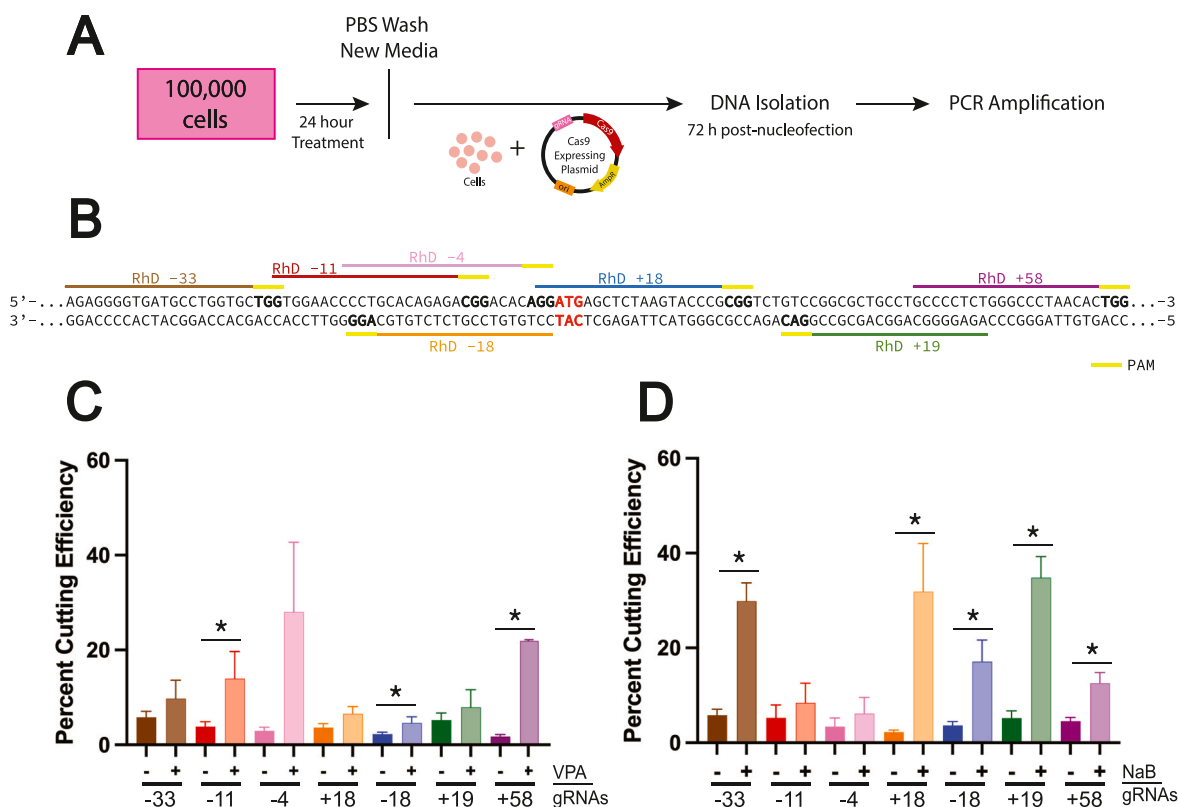 A
PBS Wash
New Media
100,000
cells
24 hour
Treatment
Cells
+
gRNA
Cas9
Cas9
Expressing
Plasmid
AmpR
ori
DNA Isolation
72 h post-nucleofection
PCR Amplification
B
RhD -4
RhD -33
RhD -11
RhD +18
RhD +58
5’-...AGAGGGGTGATGCCTGGTGCTGGTGGAACCCCTGCACAGAGACGGACACAGGATGAGCTCTAAGTACCCGCGGTCTGTCCGGCGCTGCCTGCCCCTCTGGGCCCTAACACTGG...-3
3’-...GGACCCCACTACGGACCACGACCACCTTGGGGACGTGTCTCTGCCTGTGTCCTACTCGAGATTCATGGGCGCCAGACAGGCCGCGACGGACGGGGAGACCCGGGATTGTGACC...-5
RhD -18
RhD +19
PAM
C
Percent Cutting Efficiency
60
40
20
0
* * *
- + - + - + - + - + - + - + VPA
-33 -11 -4 +18 -18 +19 +58 gRNAs
D
Percent Cutting Efficiency
60
40
20
0
* * * * *
- + - + - + - + - + - + - + NaB
-33 -11 -4 +18 -18 +19 +58 gRNAs